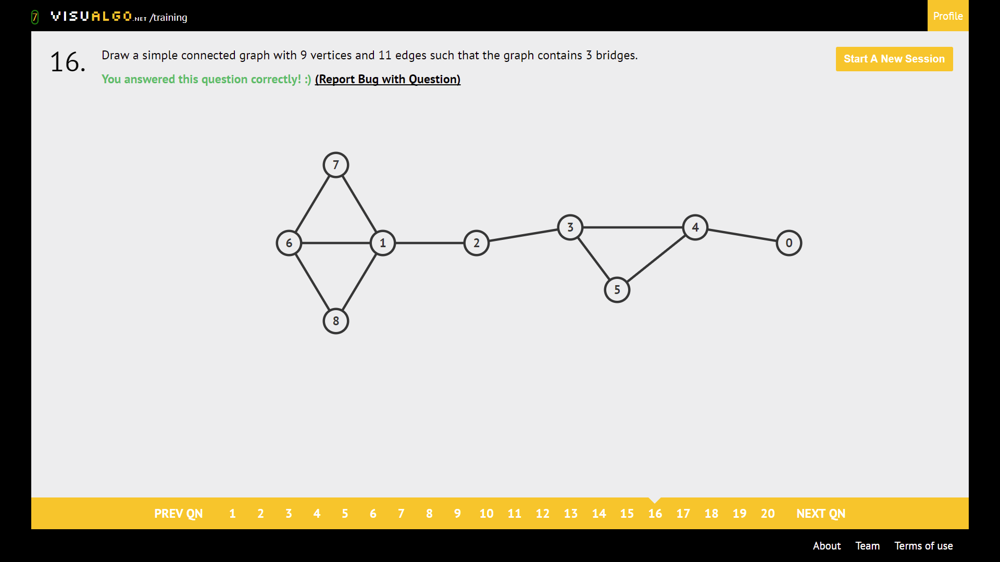 7 VISUALGO.NET /training
Profile
16. Draw a simple connected graph with 9 vertices and 11 edges such that the graph contains 3 bridges.
Start A New Session
You answered this question correctly! :) (Report Bug with Question)
7
3 4
6 1 2 0
5
8
PREV QN 1 2 3 4 5 6 7 8 9 10 11 12 13 14 15 16 17 18 19 20 NEXT QN
About Team Terms of use